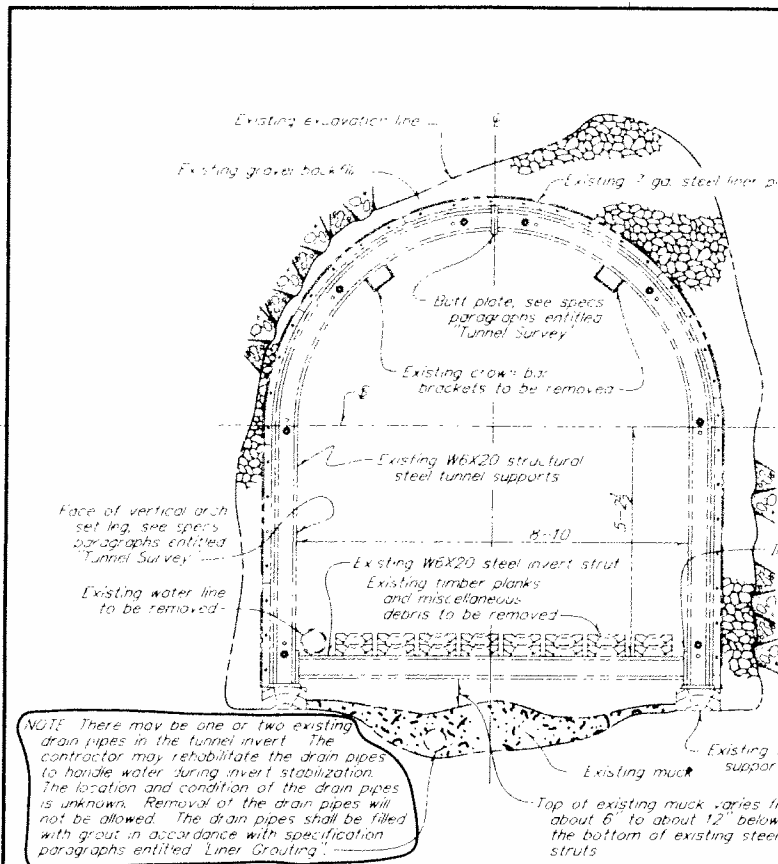 Existing excavation line
Existing gravel backfill
Existing 7 ga. steel liner
Butt plate, see specs
paragraphs entitled
"Tunnel Survey"
Existing crown bar
brackets to be removed
Existing W6X20 structural
steel tunnel supports
Face of vertical arch
set leg, see specs
paragraphs entitled
"Tunnel Survey"
8-10
Existing W6X20 steel invert strut
Existing timber planks
and miscellaneous
debris to be removed
Existing water line
to be removed
NOTE There may be one or two existing
drain pipes in the tunnel invert. The
contractor may rehabilitate the drain pipes
to handle water during invert stabilization.
The location and condition of the drain pipes
is unknown. Removal of the drain pipes will
not be allowed. The drain pipes shall be filled
with grout in accordance with specification
paragraphs entitled "Liner Grouting".
Existing muck
Existing
support
Top of existing muck varies
about 6" to about 12" below
the bottom of existing steel
struts